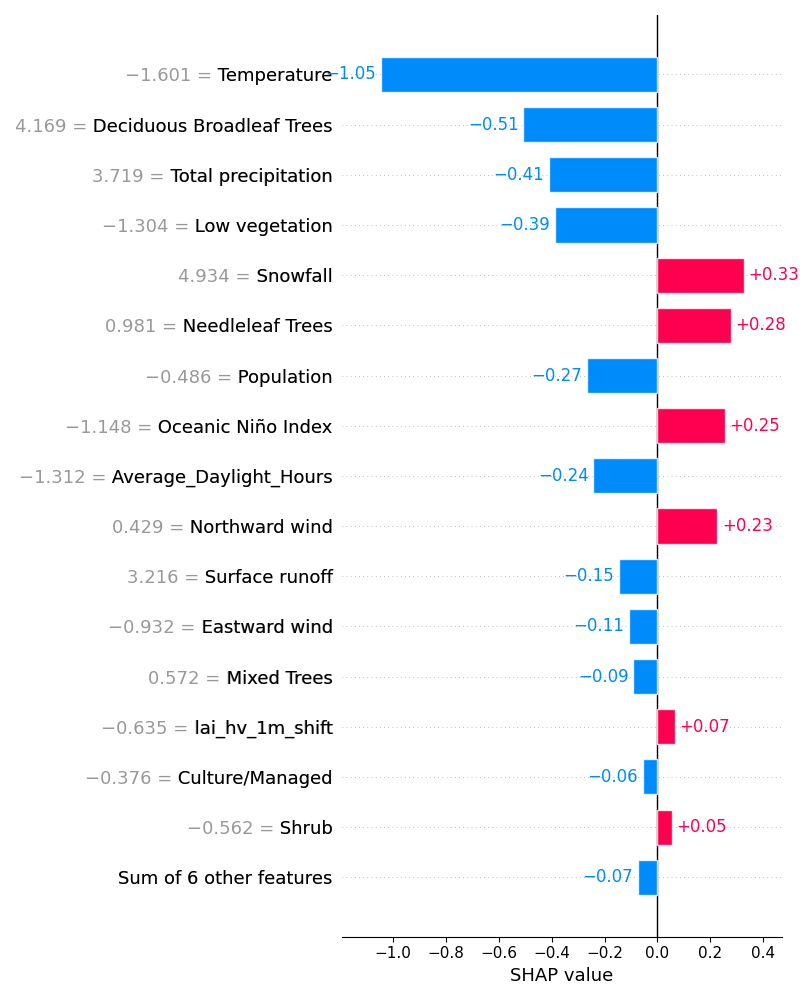 −1.601 = Temperature −1.05
4.169 = Deciduous Broadleaf Trees −0.51
3.719 = Total precipitation −0.41
−1.304 = Low vegetation −0.39
4.934 = Snowfall +0.33
0.981 = Needleleaf Trees +0.28
−0.486 = Population −0.27
−1.148 = Oceanic Niño Index +0.25
−1.312 = Average_Daylight_Hours −0.24
0.429 = Northward wind +0.23
3.216 = Surface runoff −0.15
−0.932 = Eastward wind −0.11
0.572 = Mixed Trees −0.09
−0.635 = lai_hv_1m_shift +0.07
−0.376 = Culture/Managed −0.06
−0.562 = Shrub +0.05
Sum of 6 other features −0.07
−1.0 −0.8 −0.6 −0.4 −0.2 0.0 0.2 0.4
SHAP value